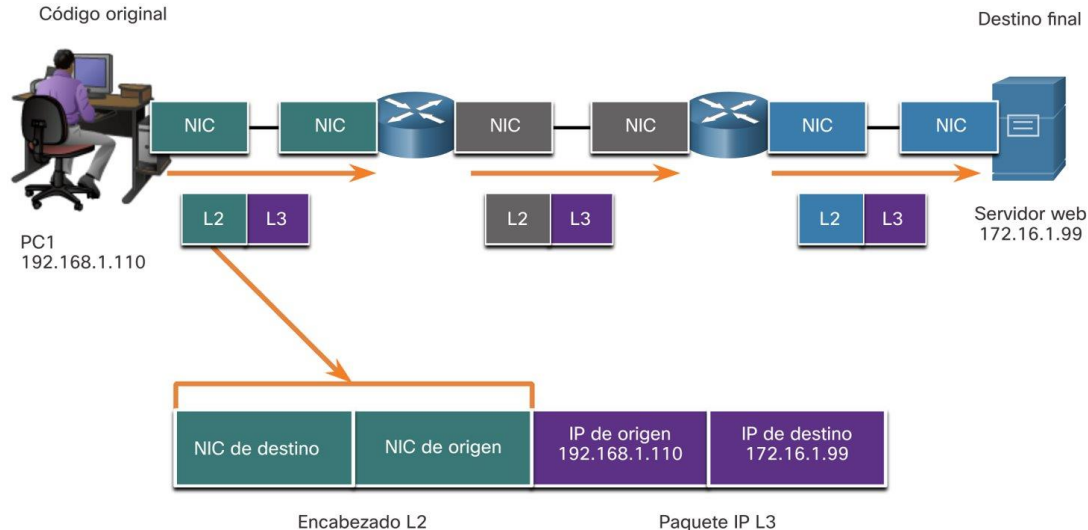 Código original
Destino final
NIC
NIC
NIC
NIC
NIC
NIC
L2 L3
L2 L3
L2 L3
PC1
192.168.1.110
Servidor web
172.16.1.99
NIC de destino
NIC de origen
IP de origen
192.168.1.110
IP de destino
172.16.1.99
Encabezado L2
Paquete IP L3